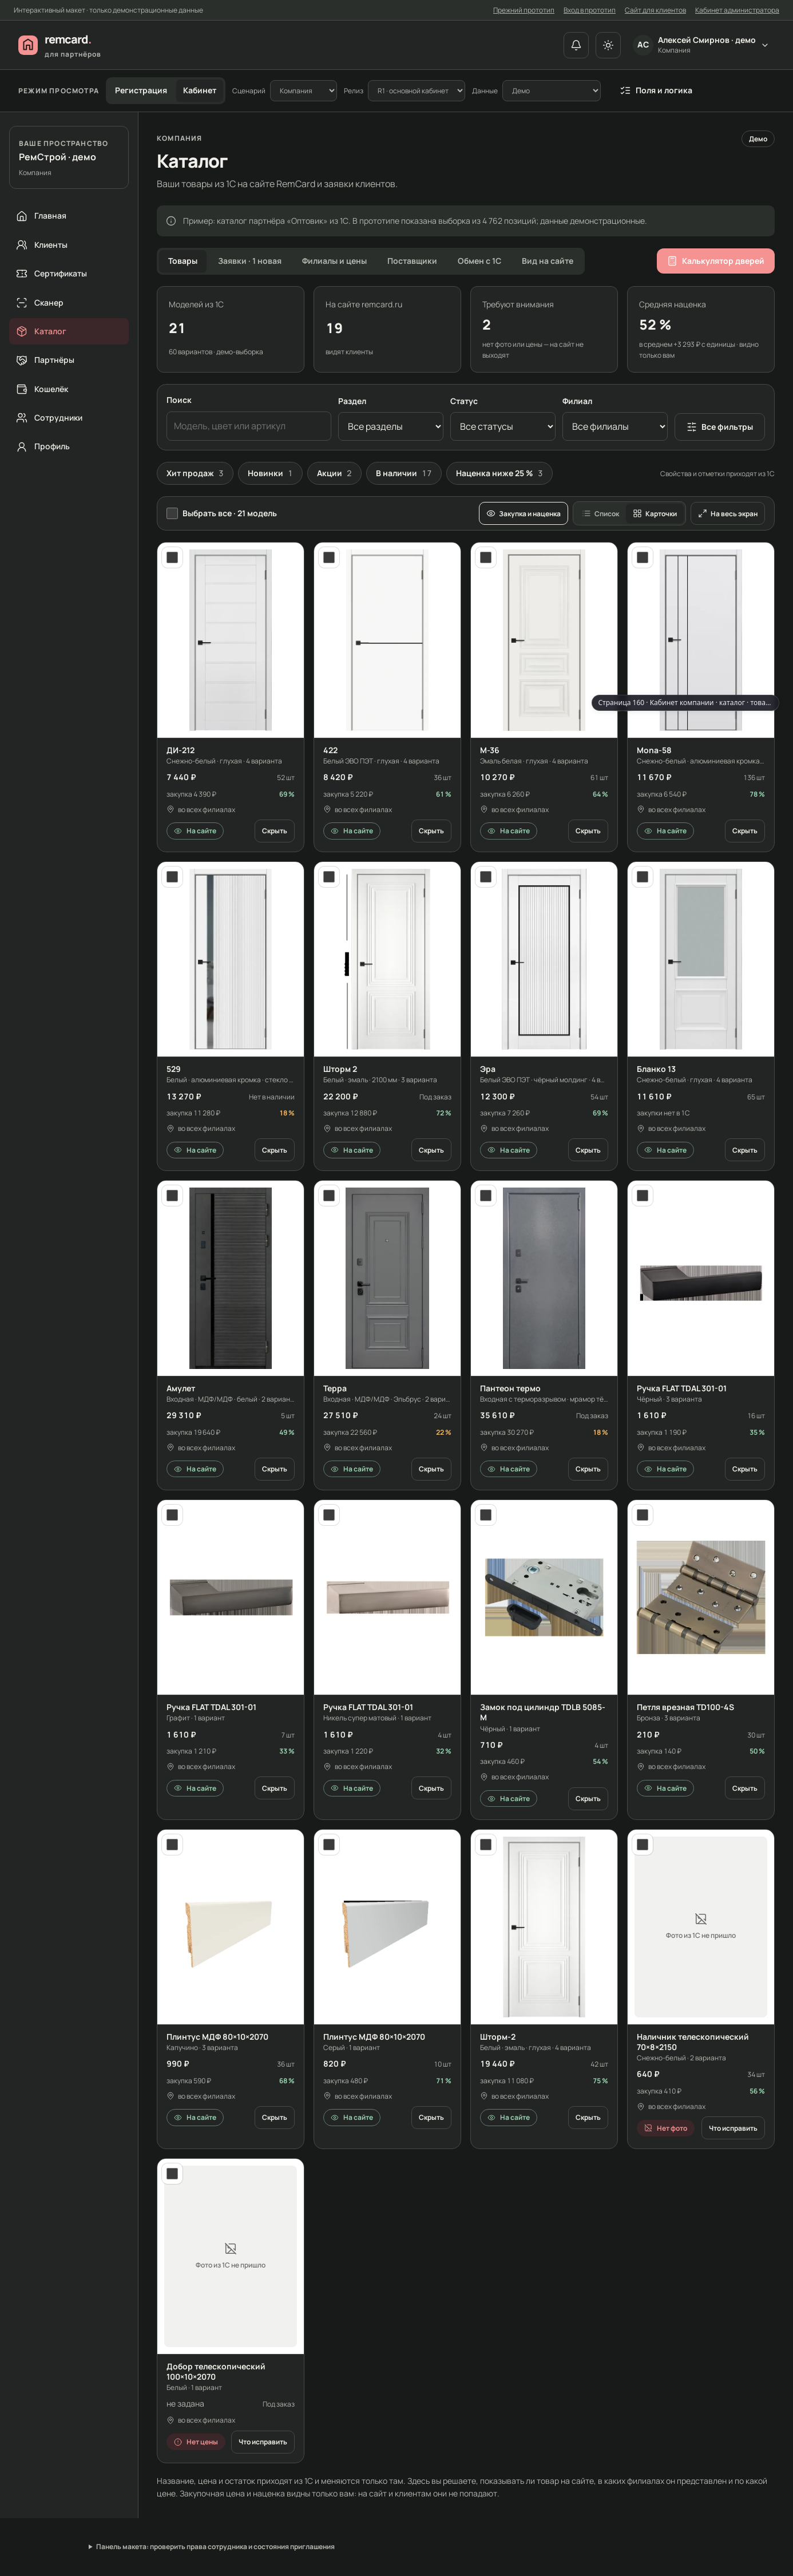 Интерактивный макет · только демонстрационные данные
Прежний прототип Вход в прототип Сайт для клиентов Кабинет администратора
remcard.
для партнёров
АС
Алексей Смирнов · демо
Компания
РЕЖИМ ПРОСМОТРА Регистрация Кабинет Сценарий Компания Релиз R1 · основной кабинет Данные Демо Поля и логика
ВАШЕ ПРОСТРАНСТВО
РемСтрой · демо
Компания
Главная
Клиенты
Сертификаты
Сканер
Каталог
Партнёры
Кошелёк
Сотрудники
Профиль
КОМПАНИЯ
Демо
Каталог
Ваши товары из 1С на сайте RemCard и заявки клиентов.
Пример: каталог партнёра «Оптовик» из 1С. В прототипе показана выборка из 4 762 позиций; данные демонстрационные.
Товары Заявки · 1 новая Филиалы и цены Поставщики Обмен с 1С Вид на сайте
Калькулятор дверей
Моделей из 1С
21
60 вариантов · демо-выборка
На сайте remcard.ru
19
видят клиенты
Требуют внимания
2
нет фото или цены — на сайт не
выходят
Средняя наценка
52 %
в среднем +3 293 ₽ с единицы · видно
только вам
Поиск
Модель, цвет или артикул
Раздел
Все разделы
Статус
Все статусы
Филиал
Все филиалы
Все фильтры
Хит продаж 3 Новинки 1 Акции 2 В наличии 17 Наценка ниже 25 % 3
Свойства и отметки приходят из 1С
Выбрать все · 21 модель
Закупка и наценка Список Карточки На весь экран
Страница 160 · Кабинет компании · каталог · това...
ДИ-212
Снежно-белый · глухая · 4 варианта
7 440 ₽ 52 шт
закупка 4 390 ₽ 69 %
во всех филиалах
На сайте Скрыть
422
Белый ЭВО ПЭТ · глухая · 4 варианта
8 420 ₽ 36 шт
закупка 5 220 ₽ 61 %
во всех филиалах
На сайте Скрыть
М-36
Эмаль белая · глухая · 4 варианта
10 270 ₽ 61 шт
закупка 6 260 ₽ 64 %
во всех филиалах
На сайте Скрыть
Мопа-58
Снежно-белый · алюминиевая кромка...
11 670 ₽ 136 шт
закупка 6 540 ₽ 78 %
во всех филиалах
На сайте Скрыть
529
Белый · алюминиевая кромка · стекло ...
13 270 ₽ Нет в наличии
закупка 11 280 ₽ 18 %
во всех филиалах
На сайте Скрыть
Шторм 2
Белый · эмаль · 2100 мм · 3 варианта
22 200 ₽ Под заказ
закупка 12 880 ₽ 72 %
во всех филиалах
На сайте Скрыть
Эра
Белый ЭВО ПЭТ · чёрный молдинг · 4 в...
12 300 ₽ 54 шт
закупка 7 260 ₽ 69 %
во всех филиалах
На сайте Скрыть
Бланко 13
Снежно-белый · глухая · 4 варианта
11 610 ₽ 65 шт
закупки нет в 1С
во всех филиалах
На сайте Скрыть
Амулет
Входная · МДФ/МДФ · белый · 2 вариан...
29 310 ₽ 5 шт
закупка 19 640 ₽ 49 %
во всех филиалах
На сайте Скрыть
Терра
Входная · МДФ/МДФ · Эльбрус · 2 вари...
27 510 ₽ 24 шт
закупка 22 560 ₽ 22 %
во всех филиалах
На сайте Скрыть
Пантеон термо
Входная с терморазрывом · мрамор тё...
35 610 ₽ Под заказ
закупка 30 270 ₽ 18 %
во всех филиалах
На сайте Скрыть
Ручка FLAT TDAL 301-01
Чёрный · 3 варианта
1 610 ₽ 16 шт
закупка 1 190 ₽ 35 %
во всех филиалах
На сайте Скрыть
Ручка FLAT TDAL 301-01
Графит · 1 вариант
1 610 ₽ 7 шт
закупка 1 210 ₽ 33 %
во всех филиалах
На сайте Скрыть
Ручка FLAT TDAL 301-01
Никель супер матовый · 1 вариант
1 610 ₽ 4 шт
закупка 1 220 ₽ 32 %
во всех филиалах
На сайте Скрыть
Замок под цилиндр TDLB 5085-
M
Чёрный · 1 вариант
710 ₽ 4 шт
закупка 460 ₽ 54 %
во всех филиалах
На сайте Скрыть
Петля врезная TD100-4S
Бронза · 3 варианта
210 ₽ 30 шт
закупка 140 ₽ 50 %
во всех филиалах
На сайте Скрыть
Плинтус МДФ 80×10×2070
Капучино · 3 варианта
990 ₽ 36 шт
закупка 590 ₽ 68 %
во всех филиалах
На сайте Скрыть
Плинтус МДФ 80×10×2070
Серый · 1 вариант
820 ₽ 10 шт
закупка 480 ₽ 71 %
во всех филиалах
На сайте Скрыть
Шторм-2
Белый · эмаль · глухая · 4 варианта
19 440 ₽ 42 шт
закупка 11 080 ₽ 75 %
во всех филиалах
На сайте Скрыть
Фото из 1С не пришло
Наличник телескопический
70×8×2150
Снежно-белый · 2 варианта
640 ₽ 34 шт
закупка 410 ₽ 56 %
во всех филиалах
Нет фото Что исправить
Фото из 1С не пришло
Добор телескопический
100×10×2070
Белый · 1 вариант
не задана Под заказ
во всех филиалах
Нет цены Что исправить
Название, цена и остаток приходят из 1С и меняются только там. Здесь вы решаете, показывать ли товар на сайте, в каких филиалах он представлен и по какой
цене. Закупочная цена и наценка видны только вам: на сайт и клиентам они не попадают.
Панель макета: проверить права сотрудника и состояния приглашения